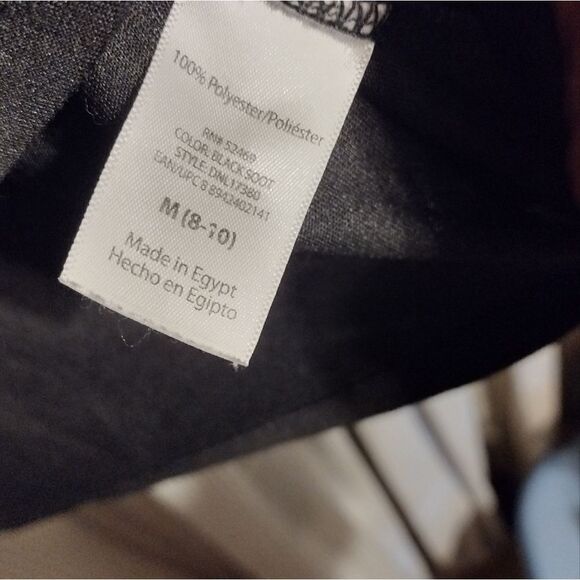 100% Polyester/Poliéster
RN# 52469
COLOR: BLACK SOOT
STYLE: DNL17380
EAN/UPC 8 8942402141
M (8-10)
Made in Egypt
Hecho en Egipto